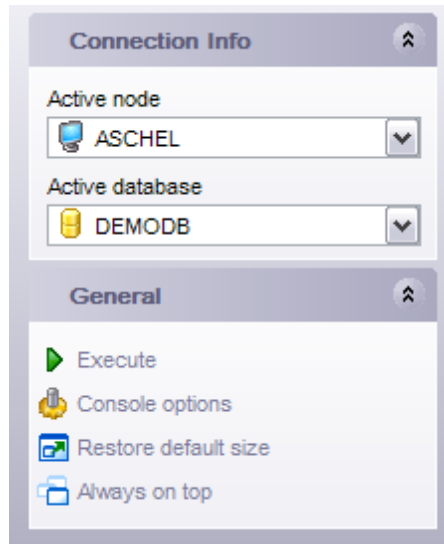 Connection Info
Active node
ASCHEL
Active database
DEMODB
General
Execute
Console options
Restore default size
Always on top